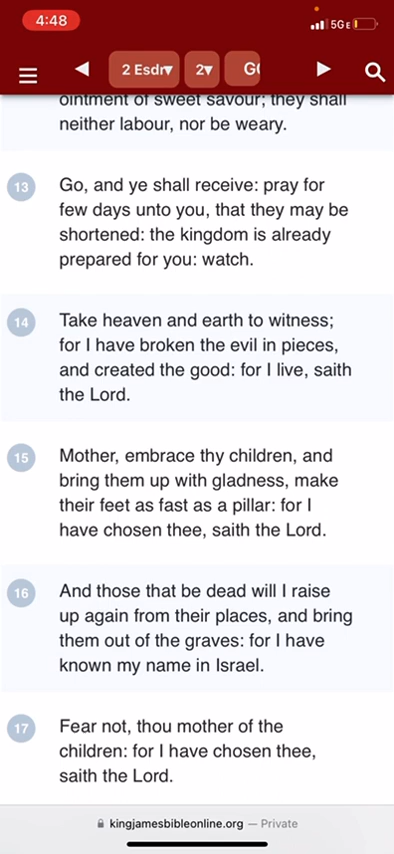 4:48
5GE
2 Esdr▾
2▾
ointment of sweet savour; they shall
neither labour, nor be weary.
13
Go, and ye shall receive: pray for
few days unto you, that they may be
shortened: the kingdom is already
prepared for you: watch.
14
Take heaven and earth to witness;
for I have broken the evil in pieces,
and created the good: for I live, saith
the Lord.
15
Mother, embrace thy children, and
bring them up with gladness, make
their feet as fast as a pillar: for I
have chosen thee, saith the Lord.
16
And those that be dead will I raise
up again from their places, and bring
them out of the graves: for I have
known my name in Israel.
17
Fear not, thou mother of the
children: for I have chosen thee,
saith the Lord.
kingjamesbibleonline.org — Private